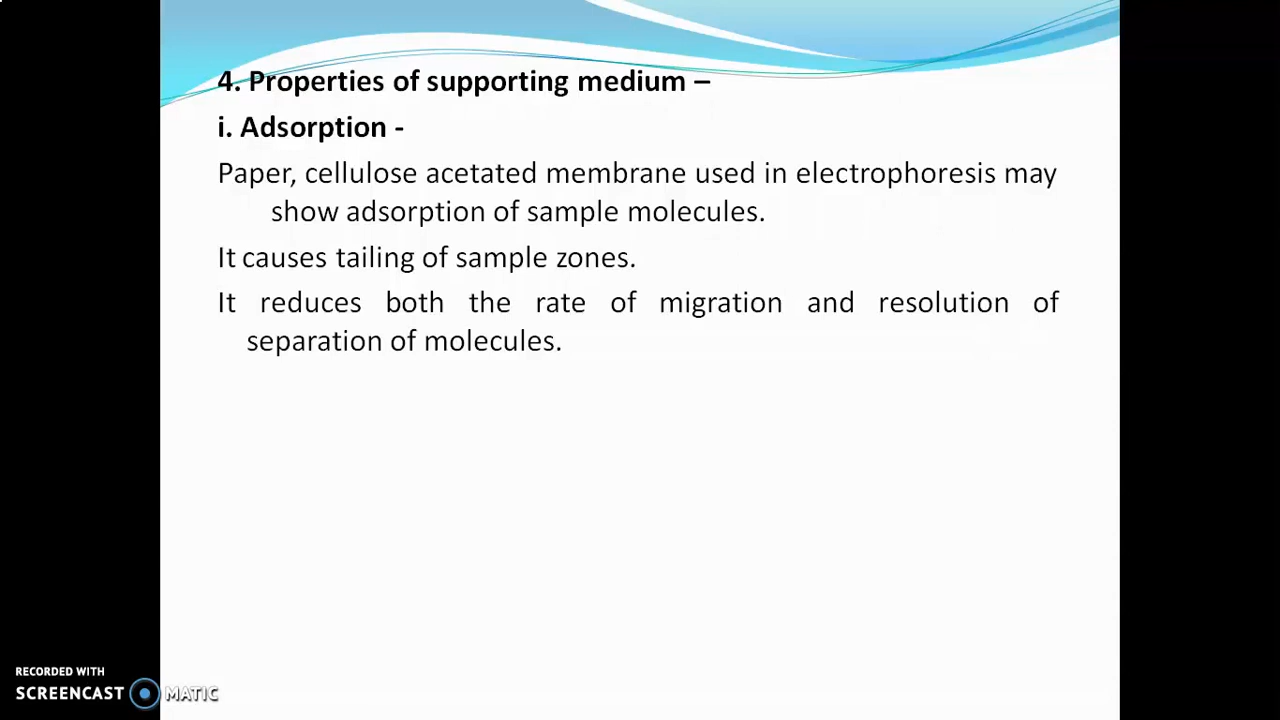 4. Properties of supporting medium –
i. Adsorption -
Paper, cellulose acetated membrane used in electrophoresis may
show adsorption of sample molecules.
It causes tailing of sample zones.
It reduces both the rate of migration and resolution of
separation of molecules.
RECORDED WITH
SCREENCAST MATIC